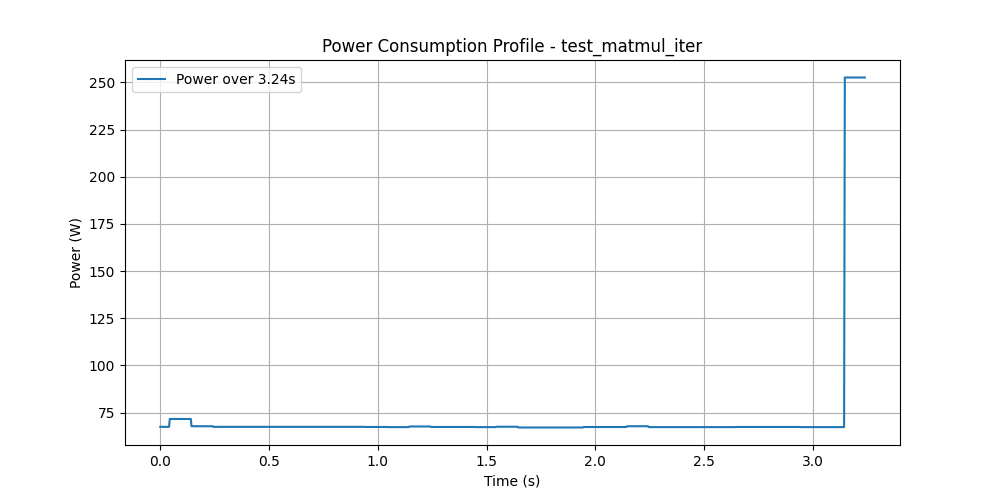 Power Consumption Profile - test_matmul_iter
Power over 3.24s
250
225
200
175
150
125
100
75
Power (W)
0.0 0.5 1.0 1.5 2.0 2.5 3.0
Time (s)